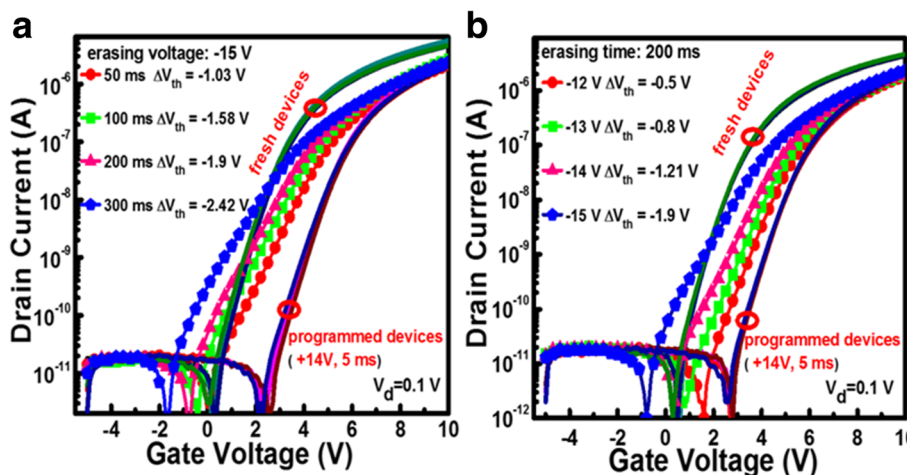 a
erasing voltage: -15 V
50 ms ΔVth = -1.03 V
100 ms ΔVth = -1.58 V
200 ms ΔVth = -1.9 V
300 ms ΔVth = -2.42 V
fresh devices
programmed devices
(+14V, 5 ms)
Vd=0.1 V
Drain Current (A)
10-6
10-7
10-8
10-9
10-10
10-11
-4 -2 0 2 4 6 8 10
Gate Voltage (V)
b
erasing time: 200 ms
-12 V ΔVth = -0.5 V
-13 V ΔVth = -0.8 V
-14 V ΔVth = -1.21 V
-15 V ΔVth = -1.9 V
fresh devices
programmed devices
(+14V, 5 ms)
Vd=0.1 V
Drain Current (A)
10-6
10-7
10-8
10-9
10-10
10-11
10-12
-4 -2 0 2 4 6 8 10
Gate Voltage (V)